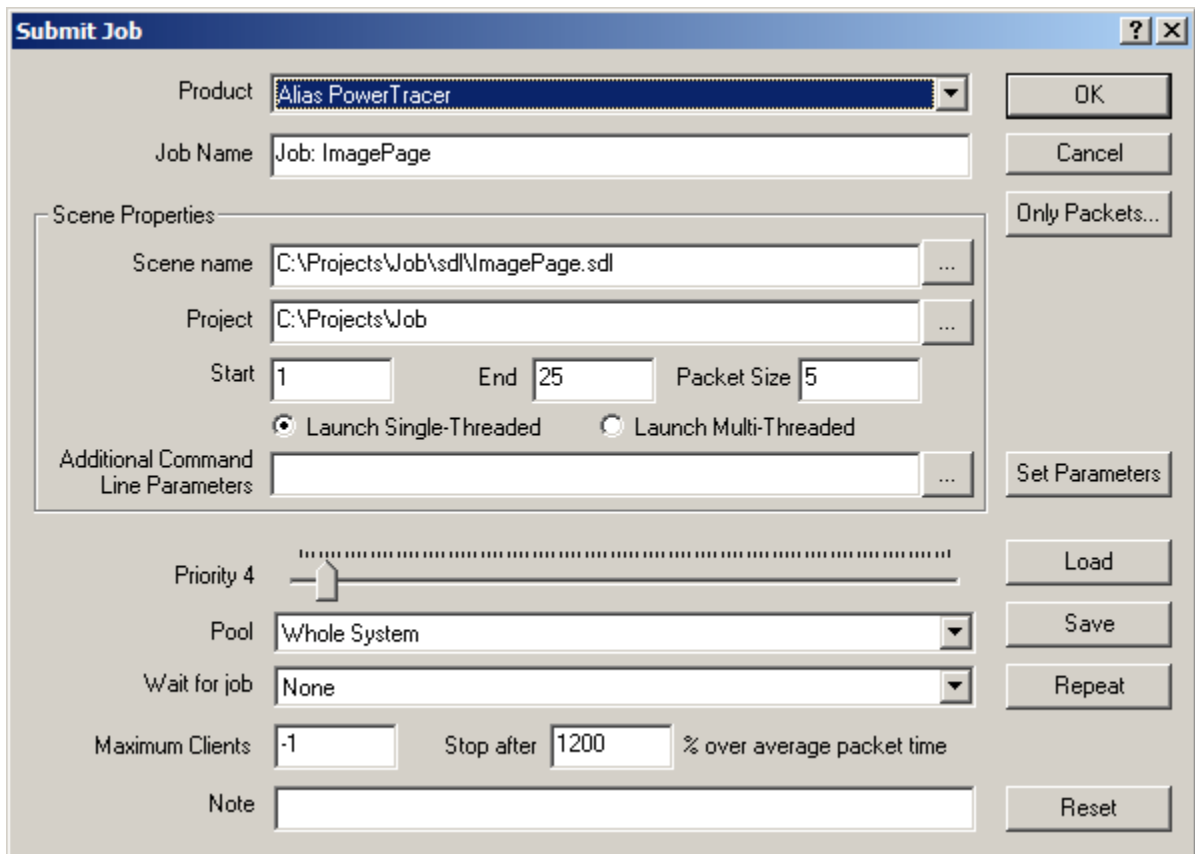 Submit Job
Product Alias PowerTracer OK
Job Name Job: ImagePage Cancel
Only Packets...
Scene Properties
Scene name C:\Projects\Job\sdl\ImagePage.sdl ...
Project C:\Projects\Job ...
Start 1 End 25 Packet Size 5
Launch Single-Threaded Launch Multi-Threaded
Additional Command
Line Parameters ... Set Parameters
Priority 4 Load
Pool Whole System Save
Wait for job None Repeat
Maximum Clients -1 Stop after 1200 % over average packet time
Note Reset